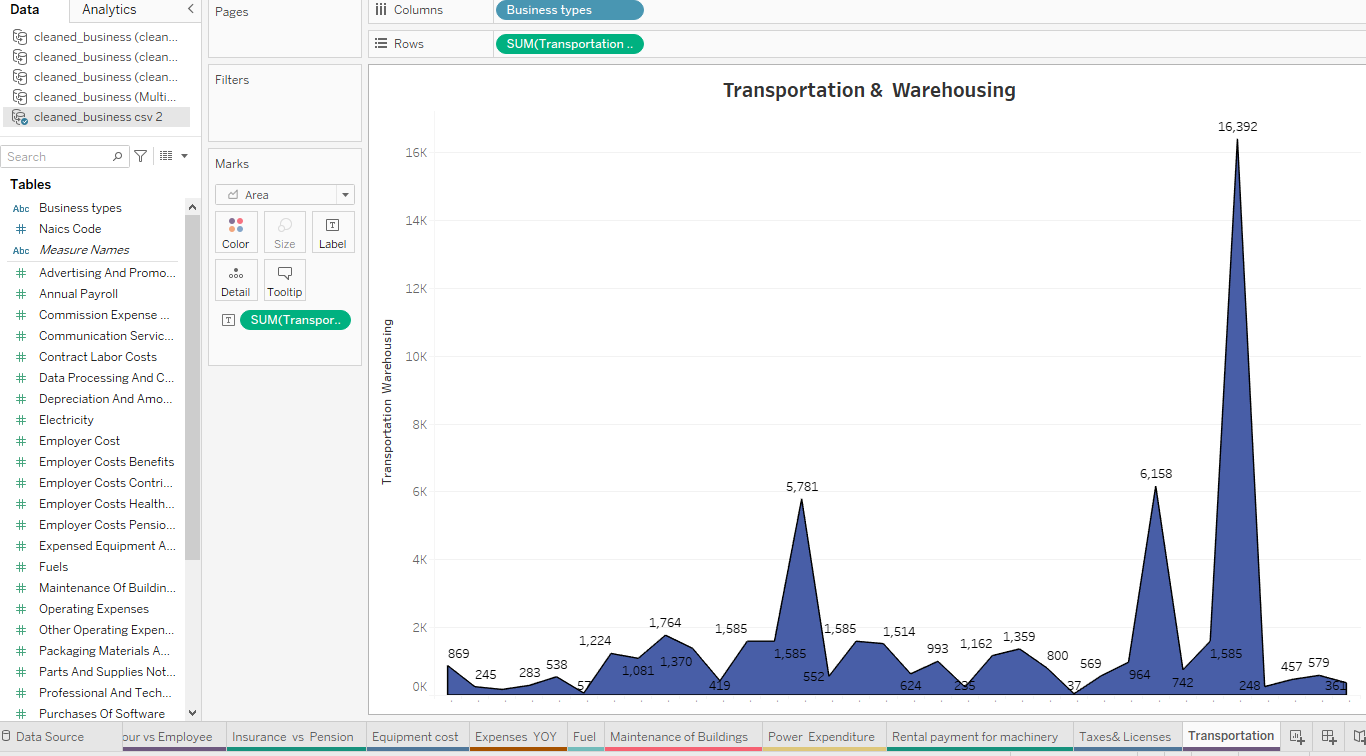 Data
Analytics
cleaned_business (clean...
cleaned_business (clean...
cleaned_business (clean...
cleaned_business (Multi...
cleaned_business csv 2
Search
Tables
Abc Business types
# Naics Code
Abc Measure Names
# Advertising And Promo...
# Annual Payroll
# Commission Expense ...
# Communication Servic...
# Contract Labor Costs
# Data Processing And C...
# Depreciation And Amo...
# Electricity
# Employer Cost
# Employer Costs Benefits
# Employer Costs Contri...
# Employer Costs Health...
# Employer Costs Pensio...
# Expensed Equipment A...
# Fuels
# Maintenance Of Buildin...
# Operating Expenses
# Other Operating Expen...
# Packaging Materials A...
# Parts And Supplies Not...
# Professional And Tech...
# Purchases Of Software
Pages
Filters
Marks
Area
Color
Size
T
Label
Detail
Tooltip
T SUM(Transpor..
Columns
Business types
Rows
SUM(Transportation ..
Transportation & Warehousing
Transportation Warehousing
16K
14K
12K
10K
8K
6K
4K
2K
0K
869
245
283
538
57
1,224
1,081
1,764
1,370
419
1,585
1,585
5,781
552
1,585
1,514
624
993
235
1,162
1,359
800
37
569
964
6,158
742
1,585
16,392
248
457
579
361
Data Source
our vs Employee
Insurance vs Pension
Equipment cost
Expenses YOY
Fuel
Maintenance of Buildings
Power Expenditure
Rental payment for machinery
Taxes& Licenses
Transportation